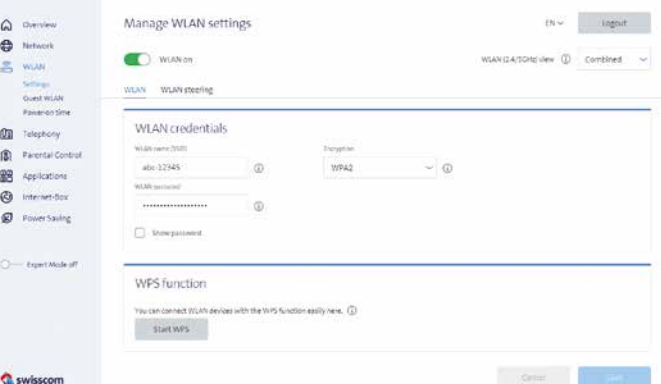 Overview
Network
WLAN
Settings
Guest WLAN
Power-on time
Telephony
Parental Control
Applications
Internet-Box
Power Saving
Expert Mode off
swisscom
Manage WLAN settings
EN
Logout
WLAN on
WLAN (2.4/5GHz) view
Combined
WLAN
WLAN steering
WLAN credentials
WLAN name (SSID)
Encryption
abc-12345
WPA2
WLAN password
Show password
WPS function
You can connect WLAN devices with the WPS function easily here.
Start WPS
Cancel
Save